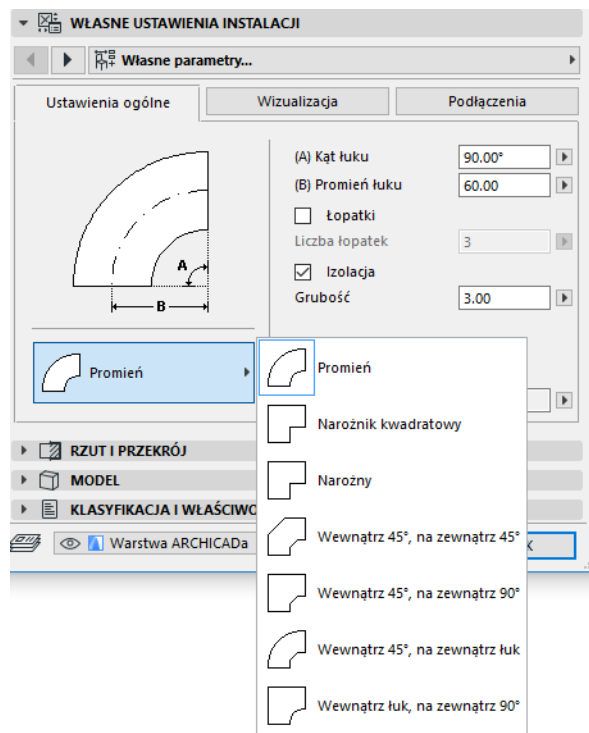 WŁASNE USTAWIENIA INSTALACJI
Własne parametry...
Ustawienia ogólne
Wizualizacja
Podłączenia
(A) Kąt łuku
90.00°
(B) Promień łuku
60.00
Łopatki
Liczba łopatek
3
Izolacja
Grubość
3.00
A
B
Promień
Promień
Narożnik kwadratowy
Narożny
Wewnątrz 45°, na zewnątrz 45°
Wewnątrz 45°, na zewnątrz 90°
Wewnątrz 45°, na zewnątrz łuk
Wewnątrz łuk, na zewnątrz 90°
RZUT I PRZEKRÓJ
MODEL
KLASYFIKACJA I WŁAŚCIWO
Warstwa ARCHICADa
K